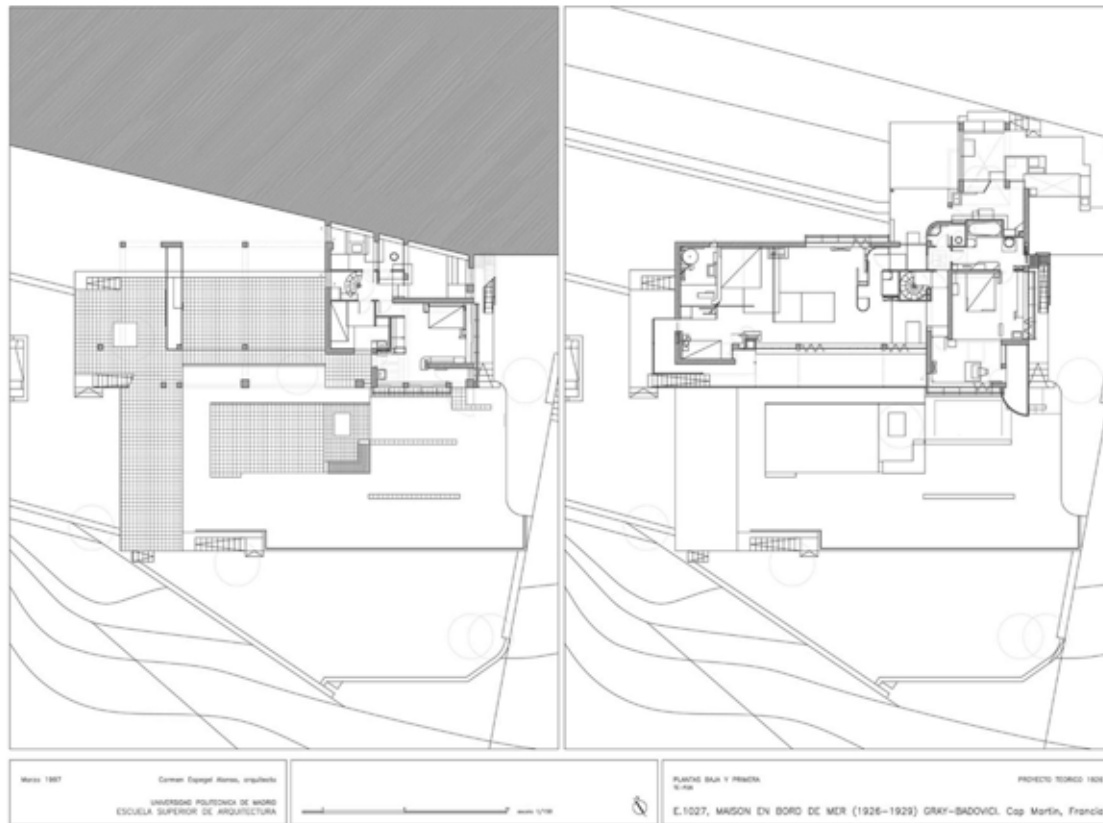 Marzo 1997
Carmen Espegel Alonso, arquitecto
UNIVERSIDAD POLITECNICA DE MADRID
ESCUELA SUPERIOR DE ARQUITECTURA
escala
PLANTAS BAJA Y PRIMERA
PROYECTO TEORICO
E.1027, MAISON EN BORD DE MER (1926-1929) GRAY-BADOVICI. Cap Martin, Francia